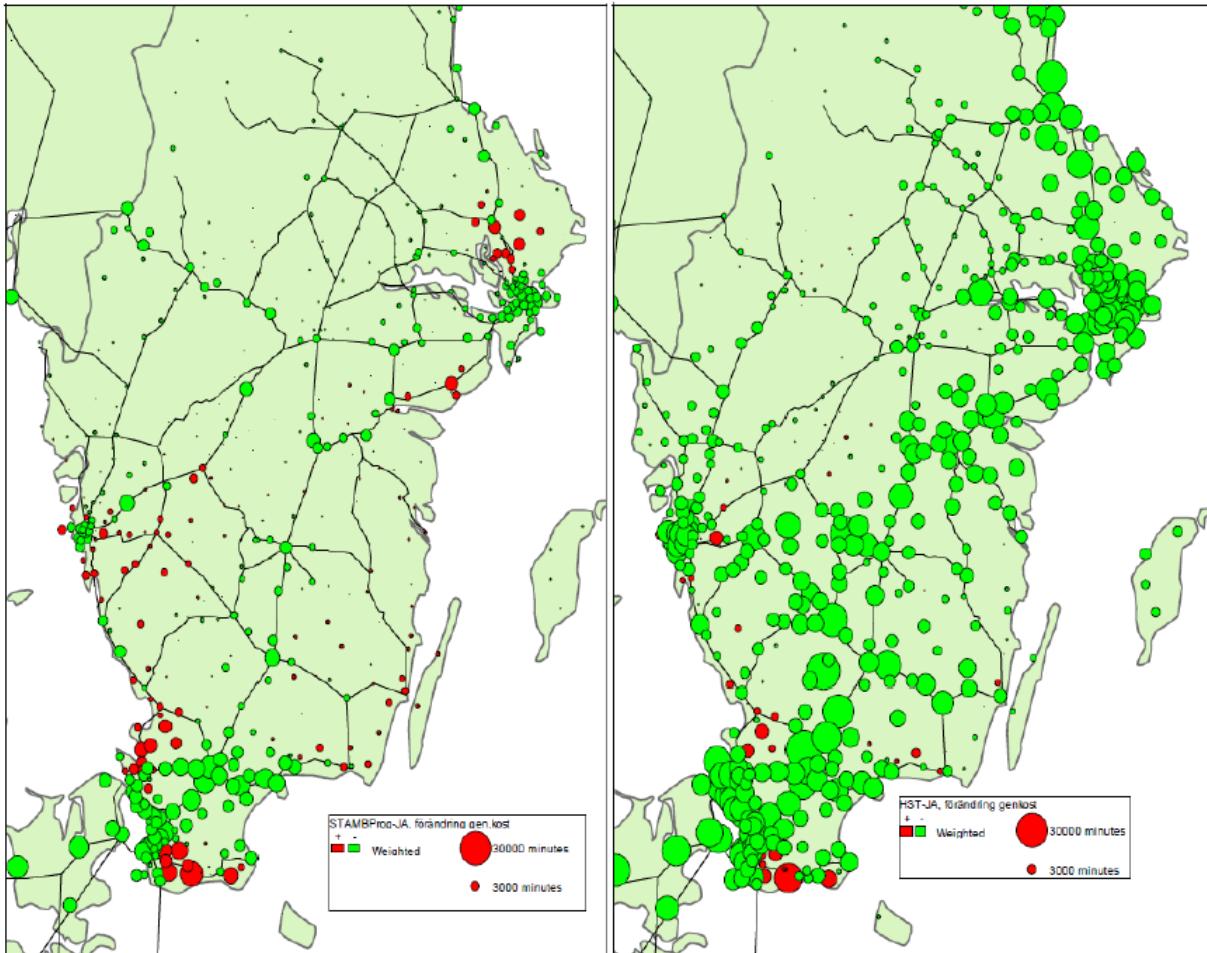 STAMBProg-JA, förändring gen.kost
+ -
Weighted
30000 minutes
3000 minutes
HST-JA, förändring genkost
+ -
Weighted
30000 minutes
3000 minutes